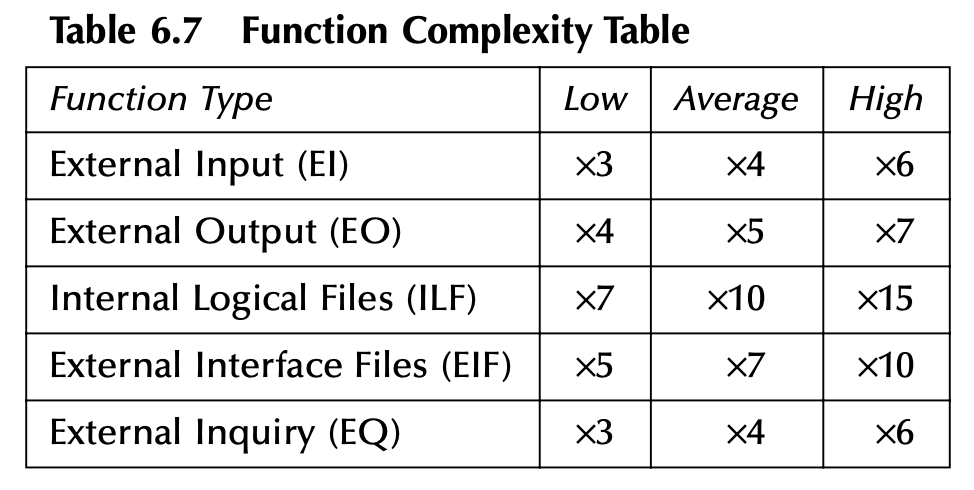 Table 6.7 Function Complexity Table
Function Type Low Average High
External Input (EI) ×3 ×4 ×6
External Output (EO) ×4 ×5 ×7
Internal Logical Files (ILF) ×7 ×10 ×15
External Interface Files (EIF) ×5 ×7 ×10
External Inquiry (EQ) ×3 ×4 ×6